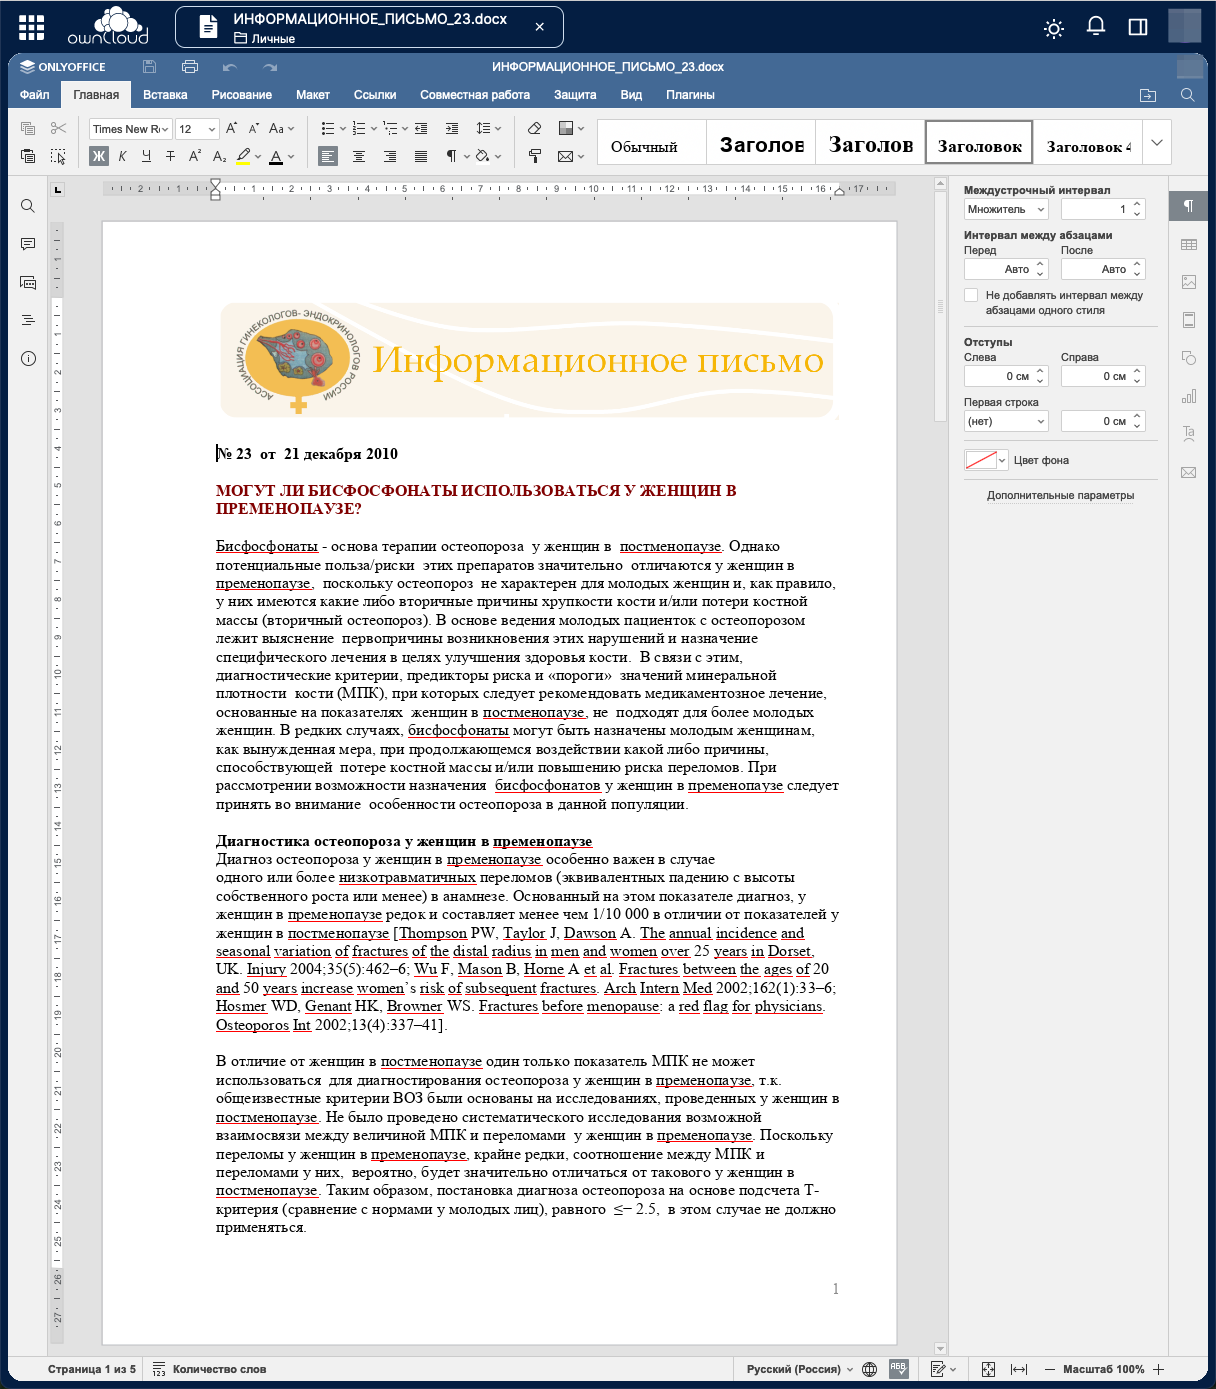 ИНФОРМАЦИОННОЕ_ПИСЬМО_23.docx
ownCloud
Личные
ONLYOFFICE
ИНФОРМАЦИОННОЕ_ПИСЬМО_23.docx
Файл Главная Вставка Рисование Макет Ссылки Совместная работа Защита Вид Плагины
Times New Ro 12
Обычный Заголов Заголов Заголовок Заголовок 4
Междустрочный интервал
Множитель 1
Интервал между абзацами
Перед После
Авто Авто
Не добавлять интервал между
абзацами одного стиля
Отступы
Слева Справа
0 см 0 см
Первая строка
(нет) 0 см
Цвет фона
Дополнительные параметры
АССОЦИАЦИЯ ГИНЕКОЛОГОВ- ЭНДОКРИНОЛОГОВ РОССИИ
Информационное письмо
№ 23  от  21 декабря 2010
МОГУТ ЛИ БИСФОСФОНАТЫ ИСПОЛЬЗОВАТЬСЯ У ЖЕНЩИН В
ПРЕМЕНОПАУЗЕ?
Бисфосфонаты - основа терапии остеопороза  у женщин в  постменопаузе. Однако
потенциальные польза/риски  этих препаратов значительно  отличаются у женщин в
пременопаузе,  поскольку остеопороз  не характерен для молодых женщин и, как правило,
у них имеются какие либо вторичные причины хрупкости кости и/или потери костной
массы (вторичный остеопороз). В основе ведения молодых пациенток с остеопорозом
лежит выяснение  первопричины возникновения этих нарушений и назначение
специфического лечения в целях улучшения здоровья кости.  В связи с этим,
диагностические критерии, предикторы риска и «пороги»  значений минеральной
плотности  кости (МПК), при которых следует рекомендовать медикаментозное лечение,
основанные на показателях  женщин в постменопаузе, не  подходят для более молодых
женщин. В редких случаях, бисфосфонаты могут быть назначены молодым женщинам,
как вынужденная мера, при продолжающемся воздействии какой либо причины,
способствующей  потере костной массы и/или повышению риска переломов. При
рассмотрении возможности назначения  бисфосфонатов у женщин в пременопаузе следует
принять во внимание  особенности остеопороза в данной популяции.
Диагностика остеопороза у женщин в пременопаузе
Диагноз остеопороза у женщин в пременопаузе особенно важен в случае
одного или более низкотравматичных переломов (эквивалентных падению с высоты
собственного роста или менее) в анамнезе. Основанный на этом показателе диагноз, у
женщин в пременопаузе редок и составляет менее чем 1/10 000 в отличии от показателей у
женщин в постменопаузе [Thompson PW, Taylor J, Dawson A. The annual incidence and
seasonal variation of fractures of the distal radius in men and women over 25 years in Dorset,
UK. Injury 2004;35(5):462–6; Wu F, Mason B, Horne A et al. Fractures between the ages of 20
and 50 years increase women’s risk of subsequent fractures. Arch Intern Med 2002;162(1):33–6;
Hosmer WD, Genant HK, Browner WS. Fractures before menopause: a red flag for physicians.
Osteoporos Int 2002;13(4):337–41].
В отличие от женщин в постменопаузе один только показатель МПК не может
использоваться  для диагностирования остеопороза у женщин в пременопаузе, т.к.
общеизвестные критерии ВОЗ были основаны на исследованиях, проведенных у женщин в
постменопаузе. Не было проведено систематического исследования возможной
взаимосвязи между величиной МПК и переломами  у женщин в пременопаузе. Поскольку
переломы у женщин в пременопаузе, крайне редки, соотношение между МПК и
переломами у них,  вероятно, будет значительно отличаться от такового у женщин в
постменопаузе. Таким образом, постановка диагноза остеопороза на основе подсчета Т-
критерия (сравнение с нормами у молодых лиц), равного  ≤– 2.5,  в этом случае не должно
применяться.
1
Страница 1 из 5 Количество слов Русский (Россия) Масштаб 100%